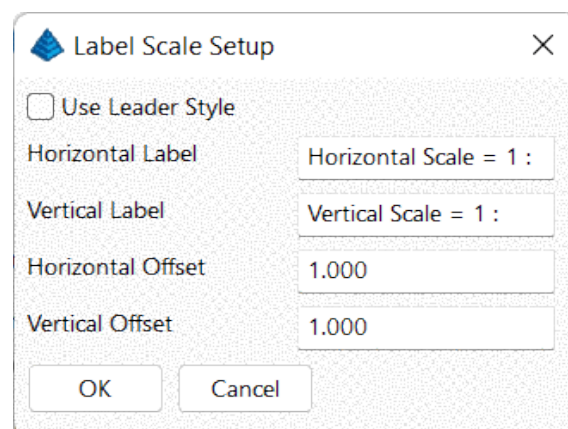 Label Scale Setup
Use Leader Style
Horizontal Label Horizontal Scale = 1 :
Vertical Label Vertical Scale = 1 :
Horizontal Offset 1.000
Vertical Offset 1.000
OK Cancel